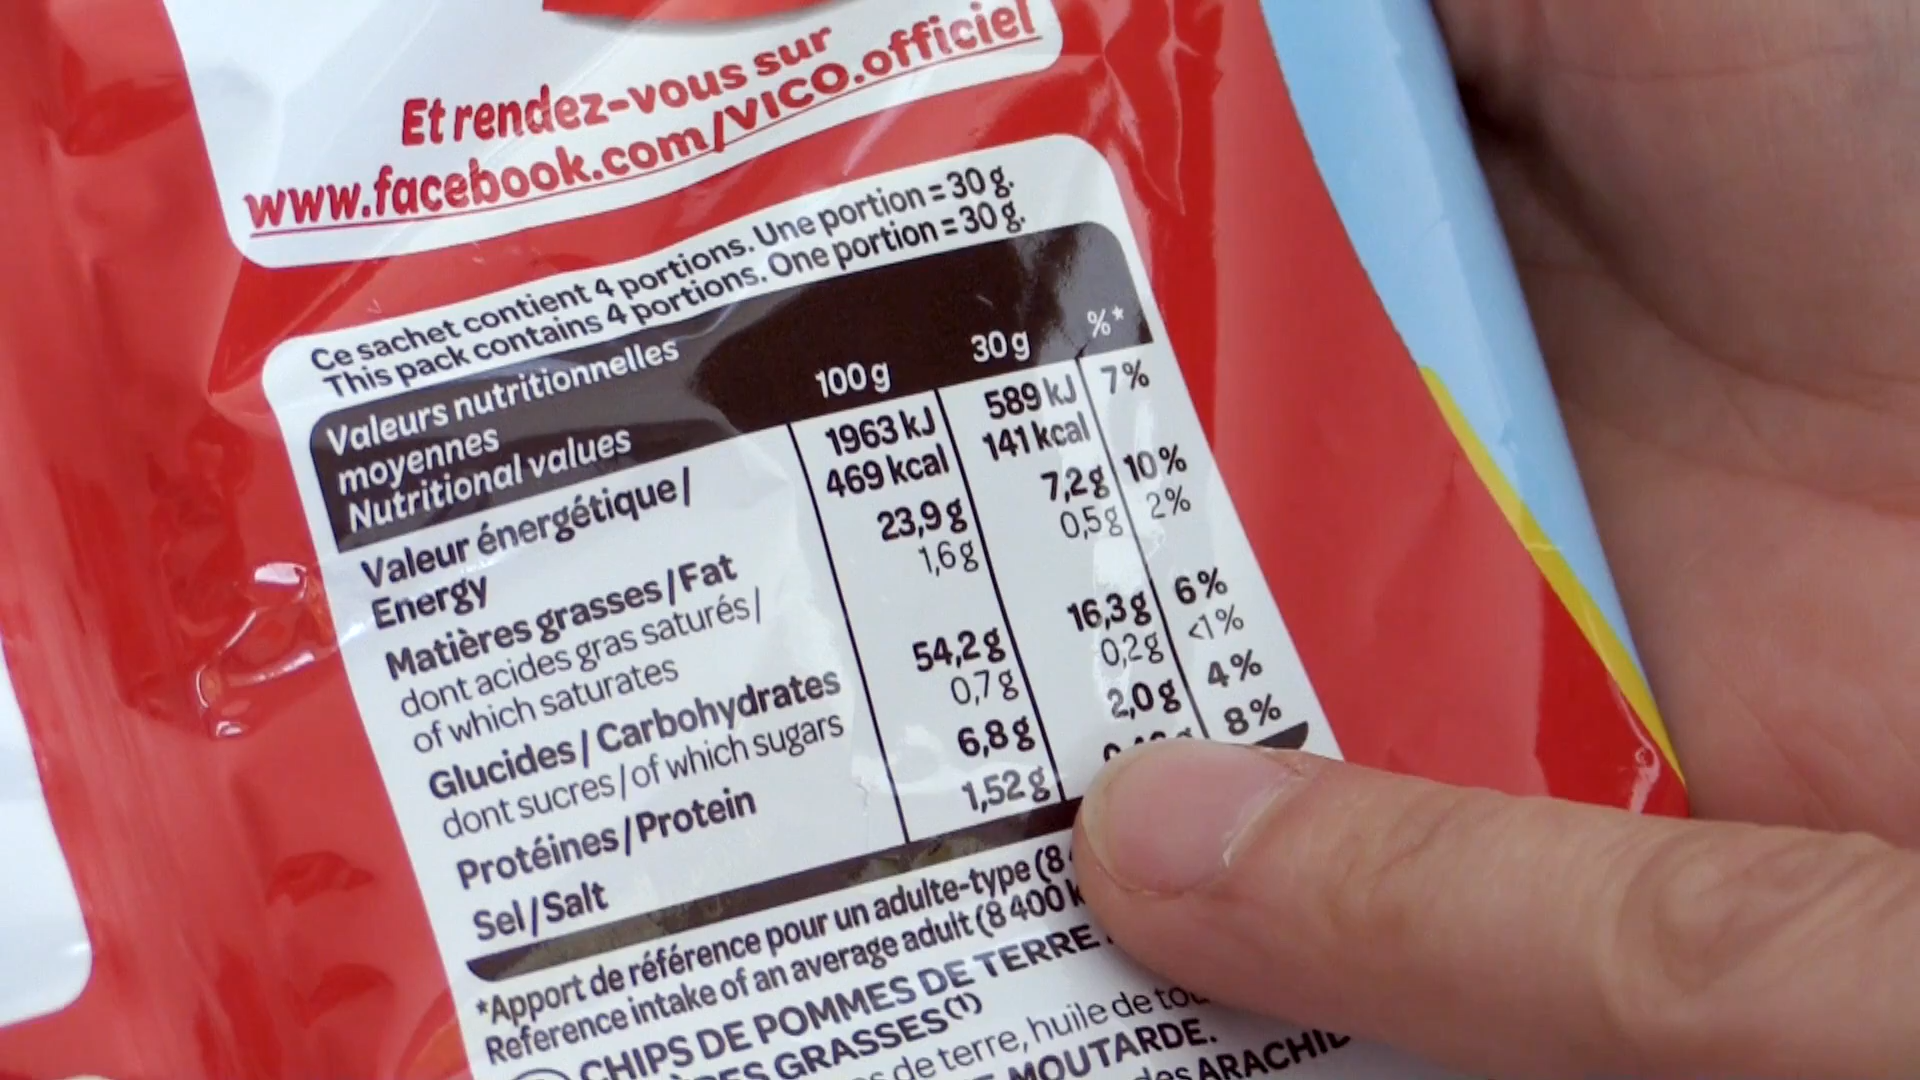 Et rendez-vous sur
www.facebook.com/VICO.officiel
Ce sachet contient 4 portions. Une portion = 30 g.
This pack contains 4 portions. One portion = 30 g.
Valeurs nutritionnelles
moyennes
Nutritional values
100 g 30 g %*
Valeur énergétique /
Energy
1963 kJ 589 kJ 7%
469 kcal 141 kcal
Matières grasses / Fat 23,9 g 7,2 g 10%
dont acides gras saturés /
of which saturates
1,6 g 0,5 g 2%
Glucides / Carbohydrates 54,2 g 16,3 g 6%
dont sucres / of which sugars 0,7 g 0,2 g <1%
Protéines / Protein 6,8 g 2,0 g 4%
Sel / Salt 1,52 g 8%
*Apport de référence pour un adulte-type (8
Reference intake of an average adult (8 400
CHIPS DE POMMES DE TERRE
GRASSES(1)
de terre, huile de
MOUTARDE.